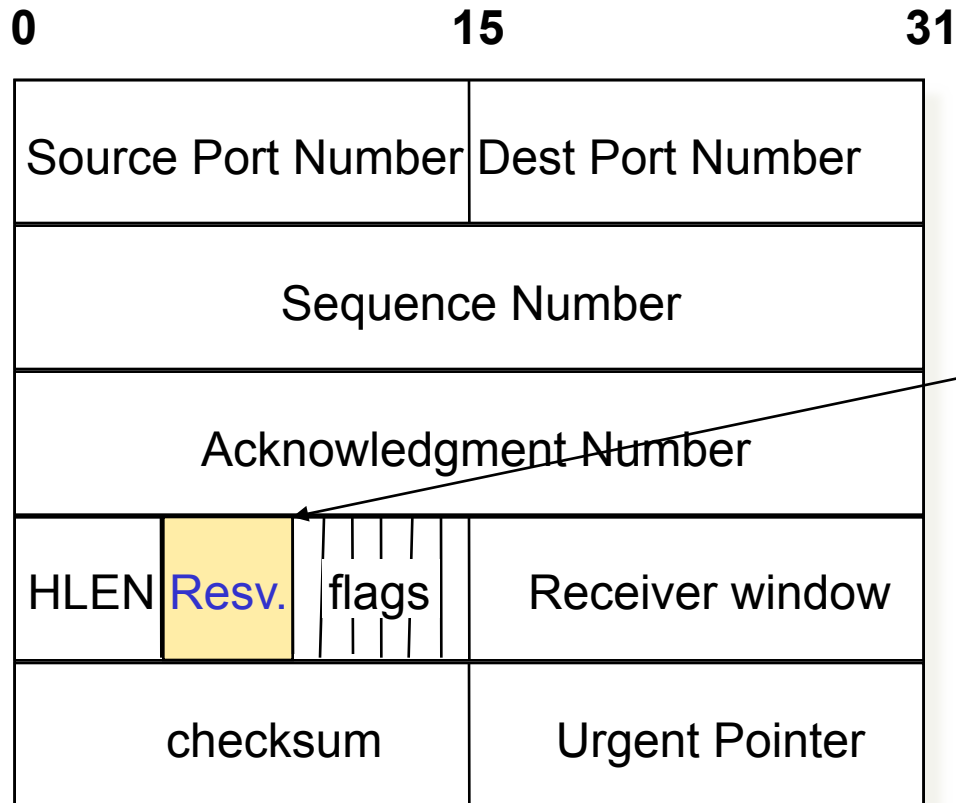 0 15 31
Source Port Number Dest Port Number
Sequence Number
Acknowledgment Number
HLEN Resv. flags Receiver window
checksum Urgent Pointer